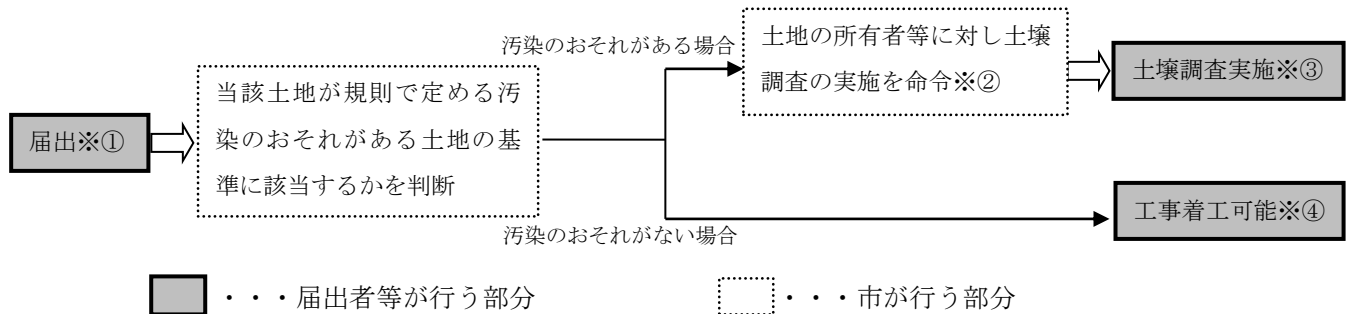 汚染のおそれがある場合
土地の所有者等に対し土壌
調査の実施を命令※②
土壌調査実施※③
届出※①
当該土地が規則で定める汚
染のおそれがある土地の基
準に該当するかを判断
工事着工可能※④
汚染のおそれがない場合
・・・届出者等が行う部分
・・・市が行う部分